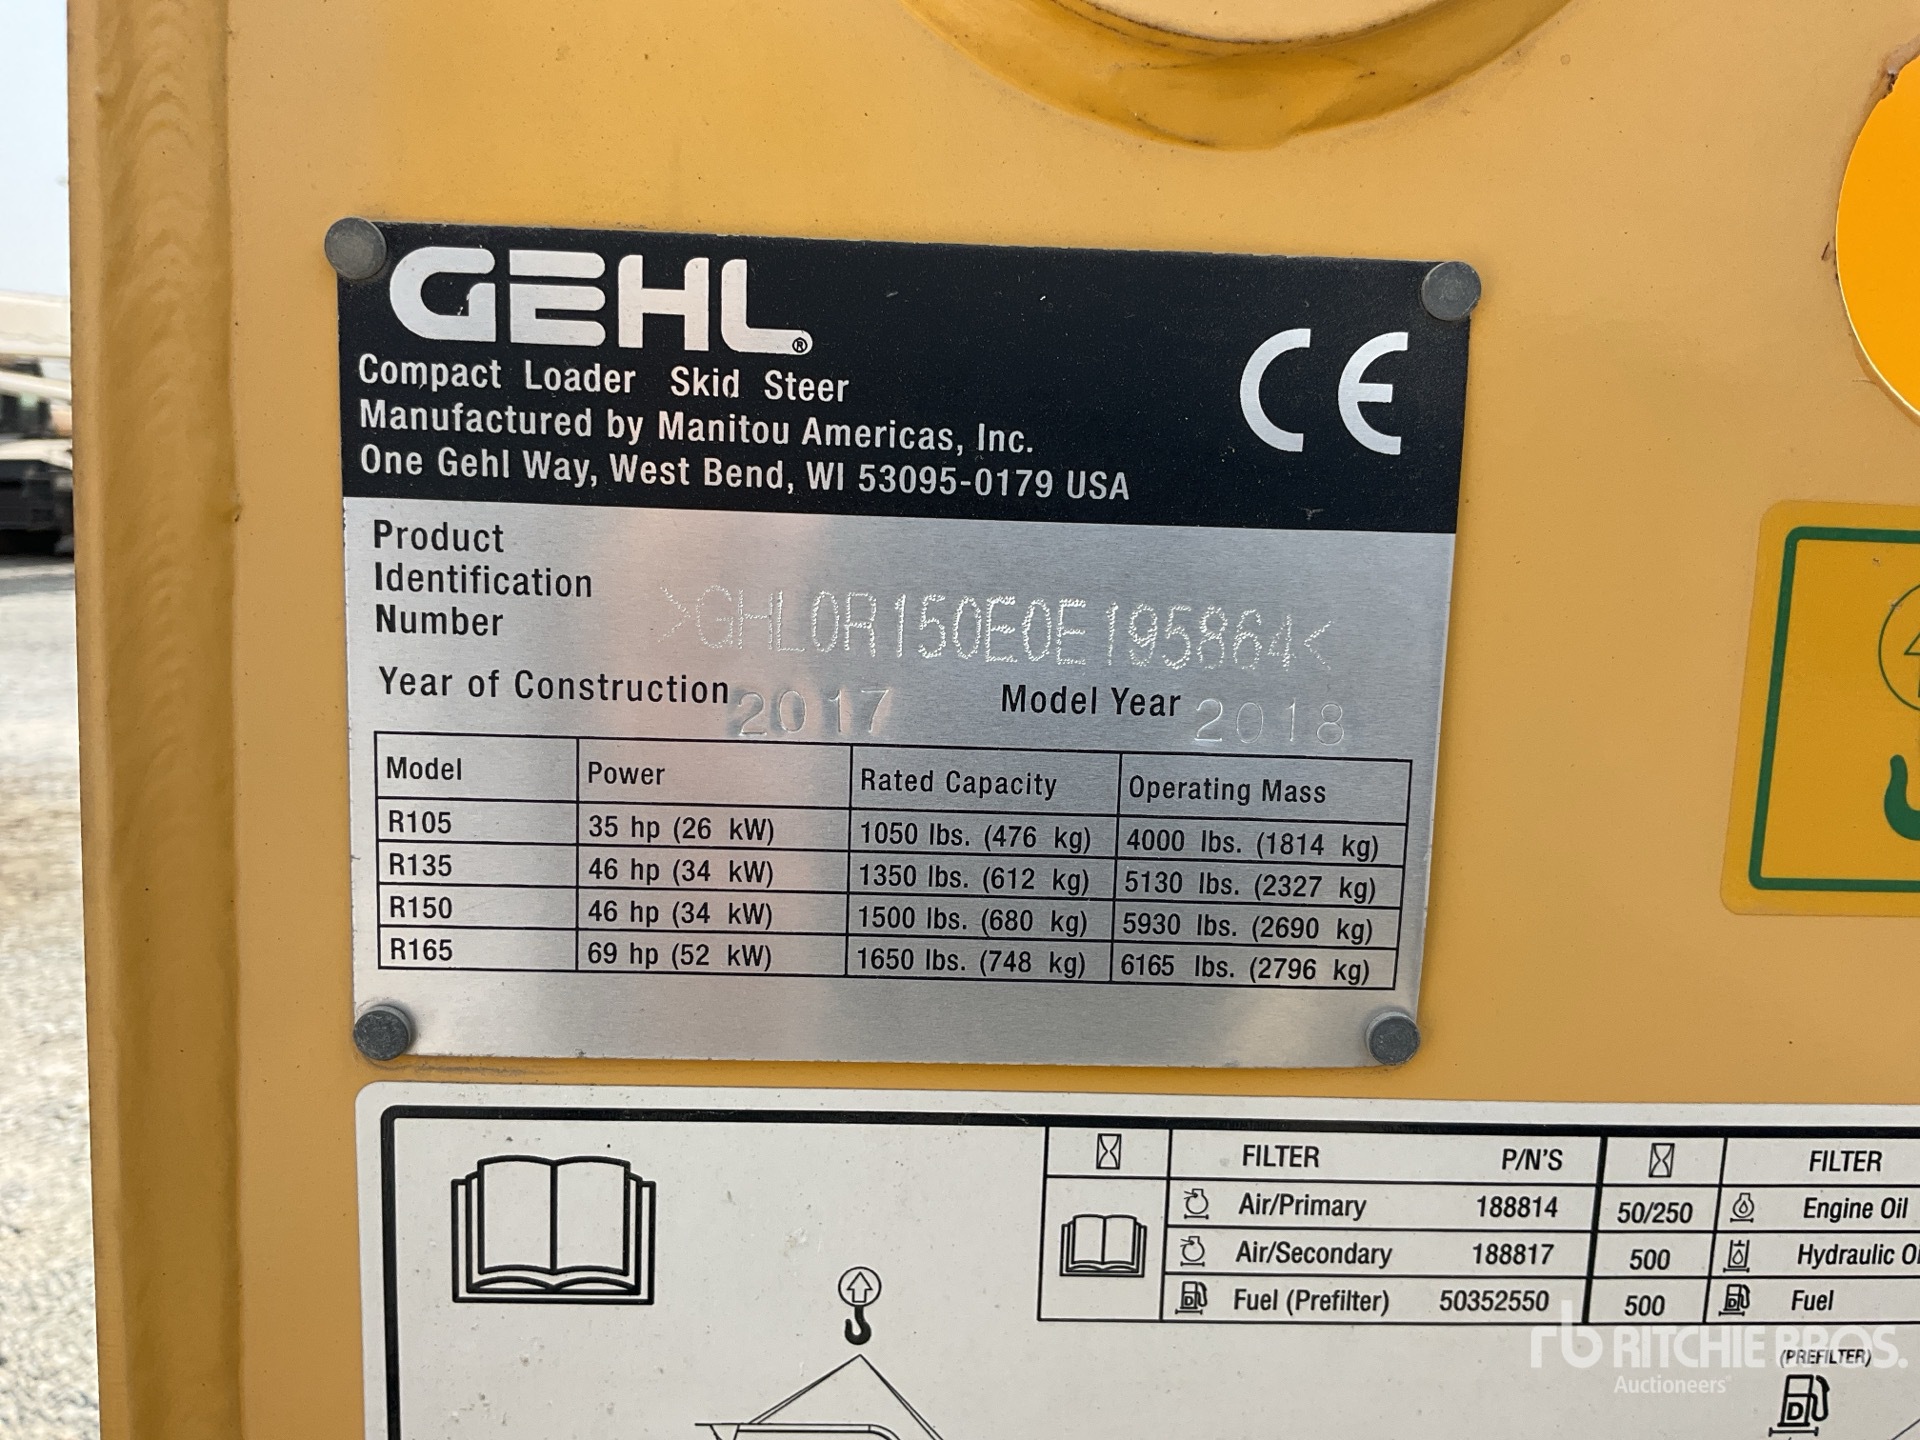 GEHL®
Compact Loader Skid Steer
Manufactured by Manitou Americas, Inc.
One Gehl Way, West Bend, WI 53095-0179 USA
CE
Product
Identification
Number >GHL0R150E0E195864<
Year of Construction 2017 Model Year 2018
Model Power Rated Capacity Operating Mass
R105 35 hp (26 kW) 1050 lbs. (476 kg) 4000 lbs. (1814 kg)
R135 46 hp (34 kW) 1350 lbs. (612 kg) 5130 lbs. (2327 kg)
R150 46 hp (34 kW) 1500 lbs. (680 kg) 5930 lbs. (2690 kg)
R165 69 hp (52 kW) 1650 lbs. (748 kg) 6165 lbs. (2796 kg)
FILTER P/N'S FILTER
Air/Primary 188814 50/250 Engine Oil
Air/Secondary 188817 500 Hydraulic Oi
Fuel (Prefilter) 50352550 500 Fuel
(PREFILTER)
D
rb RITCHIE BROS.
Auctioneers